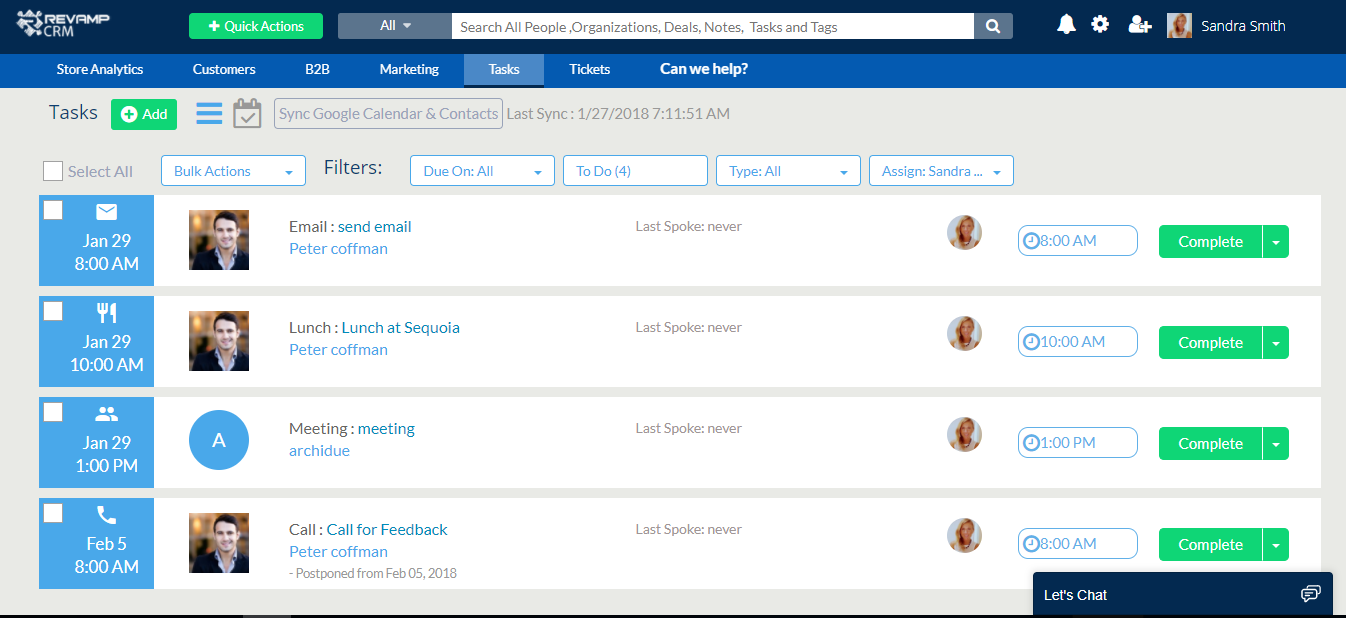 REVAMP CRM
Quick Actions
All
Search All People ,Organizations, Deals, Notes, Tasks and Tags
Sandra Smith
Store Analytics
Customers
B2B
Marketing
Tasks
Tickets
Can we help?
Tasks
Add
Sync Google Calendar & Contacts
Last Sync : 1/27/2018 7:11:51 AM
Select All
Bulk Actions
Filters:
Due On: All
To Do (4)
Type: All
Assign: Sandra ...
Jan 29
8:00 AM
Email : send email
Peter coffman
Last Spoke: never
8:00 AM
Complete
Jan 29
10:00 AM
Lunch : Lunch at Sequoia
Peter coffman
Last Spoke: never
10:00 AM
Complete
Jan 29
1:00 PM
A
Meeting : meeting
archidue
Last Spoke: never
1:00 PM
Complete
Feb 5
8:00 AM
Call : Call for Feedback
Peter coffman
- Postponed from Feb 05, 2018
Last Spoke: never
8:00 AM
Complete
Let's Chat